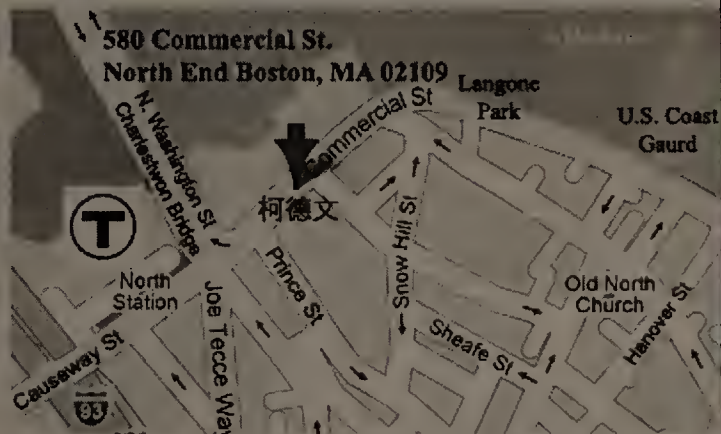 580 Commercial St.
North End Boston, MA 02109
Langone
Park
U.S. Coast
Gaurd
N. Washington St
Charlestwon Bridge
Commercial St
柯德文
T
North
Station
Prince St
Snow Hill St
Old North
Church
Hanover St
Sheafe St
Joe Tecce Way
Causeway St
93